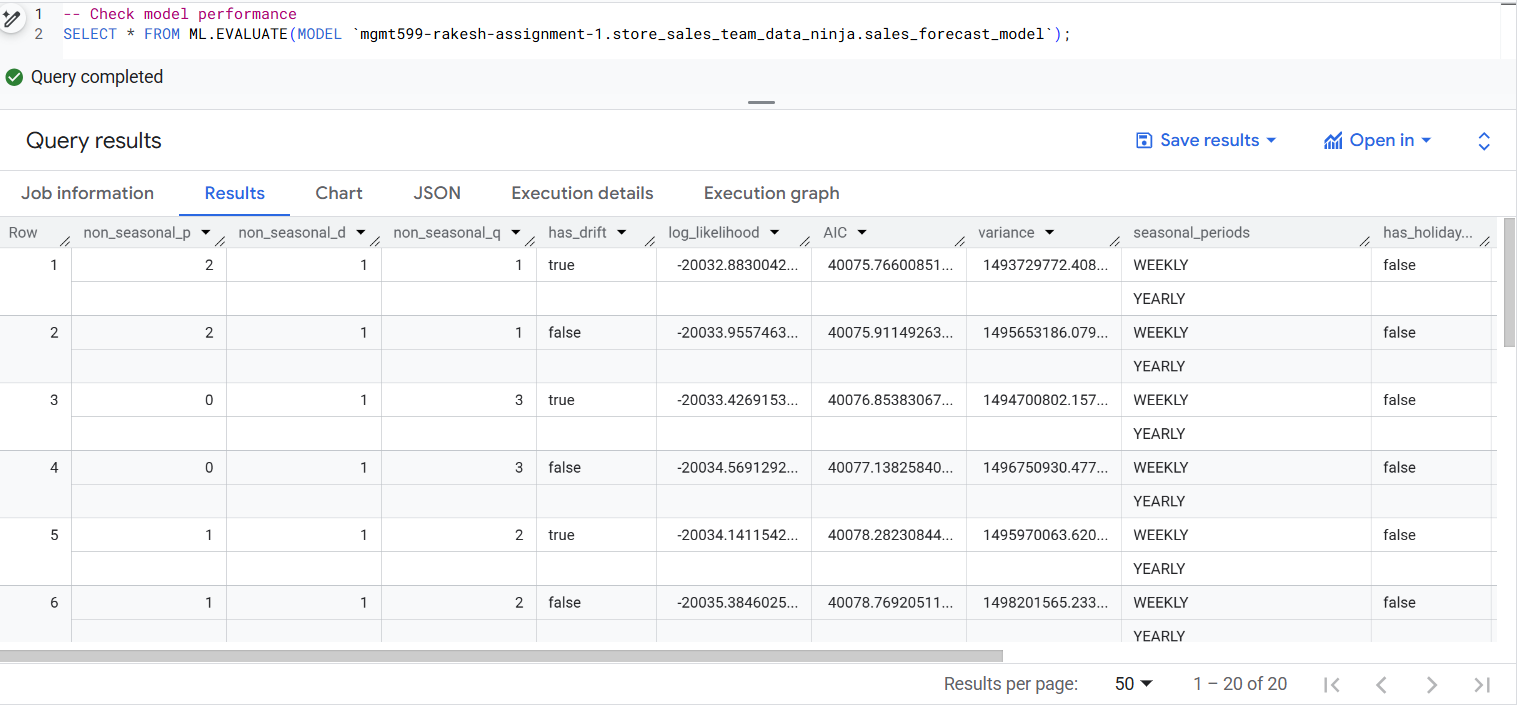 1 -- Check model performance
2 SELECT * FROM ML.EVALUATE(MODEL `mgmt599-rakesh-assignment-1.store_sales_team_data_ninja.sales_forecast_model`);
Query completed
Query results
Save results
Open in
Job information Results Chart JSON Execution details Execution graph
Row non_seasonal_p non_seasonal_d non_seasonal_q has_drift log_likelihood AIC variance seasonal_periods has_holiday...
1 2 1 1 true -20032.8830042... 40075.76600851... 1493729772.408... WEEKLY false
YEARLY
2 2 1 1 false -20033.9557463... 40075.91149263... 1495653186.079... WEEKLY false
YEARLY
3 0 1 3 true -20033.4269153... 40076.85383067... 1494700802.157... WEEKLY false
YEARLY
4 0 1 3 false -20034.5691292... 40077.13825840... 1496750930.477... WEEKLY false
YEARLY
5 1 1 2 true -20034.1411542... 40078.28230844... 1495970063.620... WEEKLY false
YEARLY
6 1 1 2 false -20035.3846025... 40078.76920511... 1498201565.233... WEEKLY false
YEARLY
Results per page: 50 1 – 20 of 20